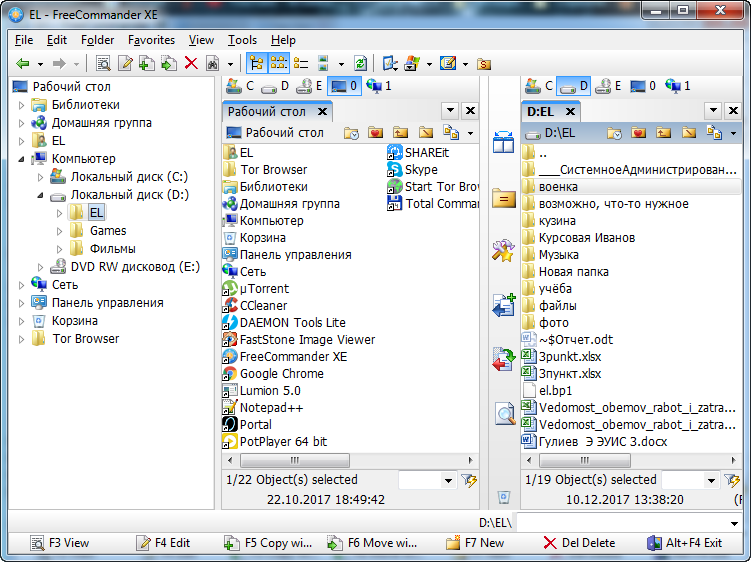 EL - FreeCommander XE
File Edit Folder Favorites View Tools Help
Рабочий стол
Библиотеки
Домашняя группа
EL
Компьютер
Локальный диск (C:)
Локальный диск (D:)
EL
Games
Фильмы
DVD RW дисковод (E:)
Сеть
Панель управления
Корзина
Tor Browser
C D E 0 1
Рабочий стол
Рабочий стол
EL
Tor Browser
Библиотеки
Домашняя группа
Компьютер
Корзина
Панель управления
Сеть
µTorrent
CCleaner
DAEMON Tools Lite
FastStone Image Viewer
FreeCommander XE
Google Chrome
Lumion 5.0
Notepad++
Portal
PotPlayer 64 bit
SHAREit
Skype
Start Tor Brow
Total Comma
1/22 Object(s) selected
22.10.2017 18:49:42
C D E 0 1
D:EL
D:\EL
..
___СистемноеАдминистрирован...
военка
возможно, что-то нужное
кузина
Курсовая Иванов
Музыка
Новая папка
учёба
файлы
фото
~$Отчет.odt
3punkt.xlsx
3пункт.xlsx
el.bp1
Vedomost_obemov_rabot_i_zatra...
Vedomost_obemov_rabot_i_zatra...
Гулиев Э ЭУИС 3.docx
1/19 Object(s) selected
10.12.2017 13:38:20
D:\EL\
F3 View F4 Edit F5 Copy wi... F6 Move wi... F7 New Del Delete Alt+F4 Exit